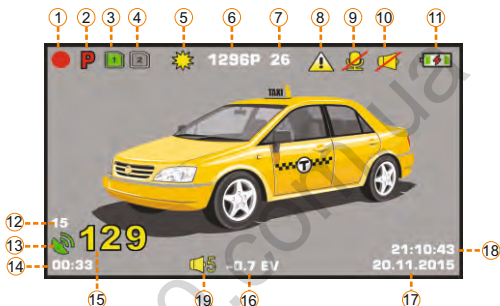 1 2 3 4 5 6 7 8 9 10 11
P 1 2 1296P 26
TAXI
T
12 15
13 129
14 00:33 5 -0.7 EV 21:10:43 18
20.11.2015
15 19 16 17
com.ua